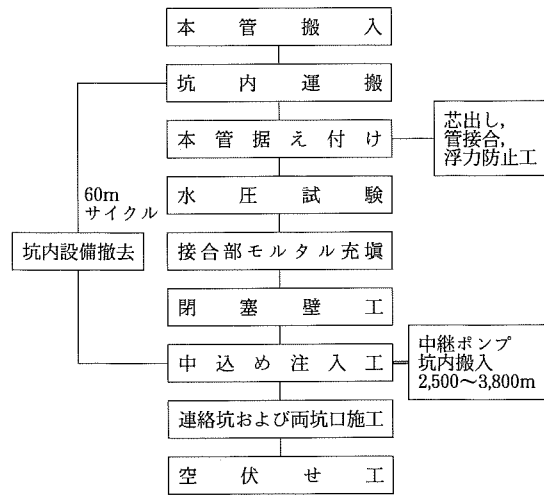 本管搬入
坑内運搬
本管据え付け
芯出し,
管接合,
浮力防止工
水圧試験
60m
サイクル
坑内設備撤去
接合部モルタル充塡
閉塞壁工
中込め注入工
中継ポンプ
坑内搬入
2,500～3,800m
連絡坑および両坑口施工
空伏せ工